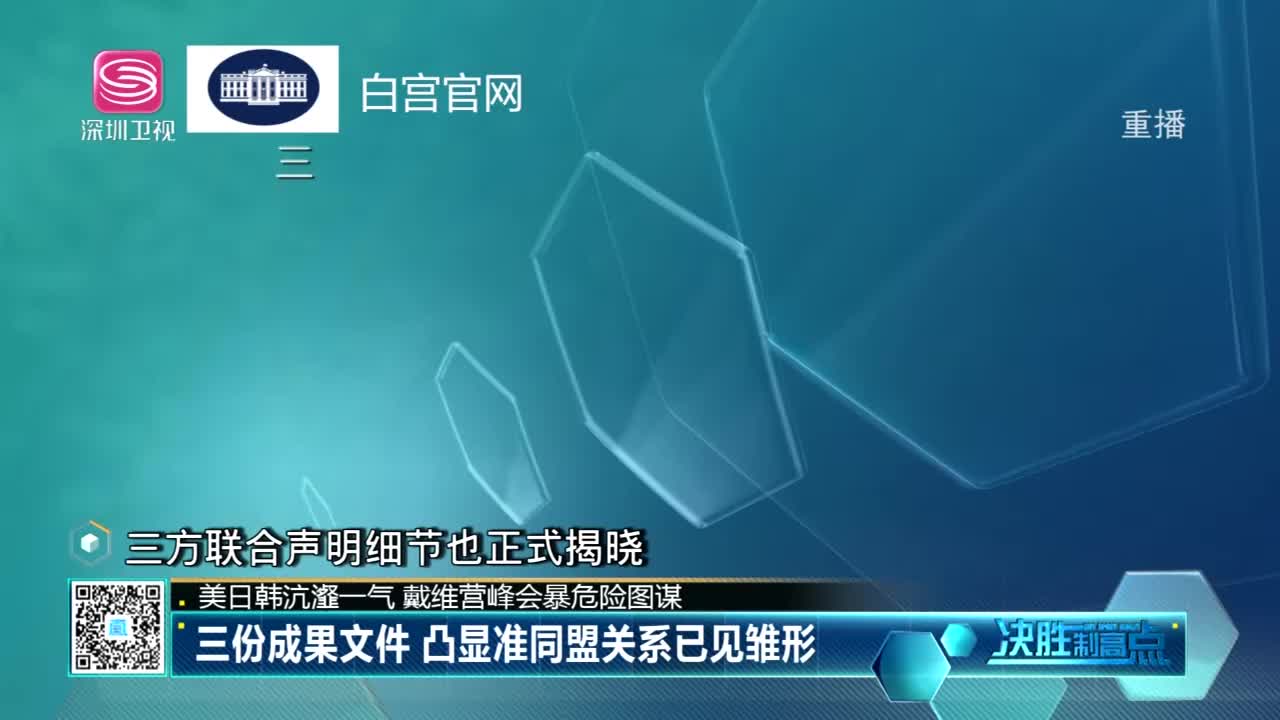 深圳卫视
白宫官网
重播
三
三方联合声明细节也正式揭晓
美日韩沆瀣一气 戴维营峰会暴危险图谋
三份成果文件 凸显准同盟关系已见雏形
决胜制高点